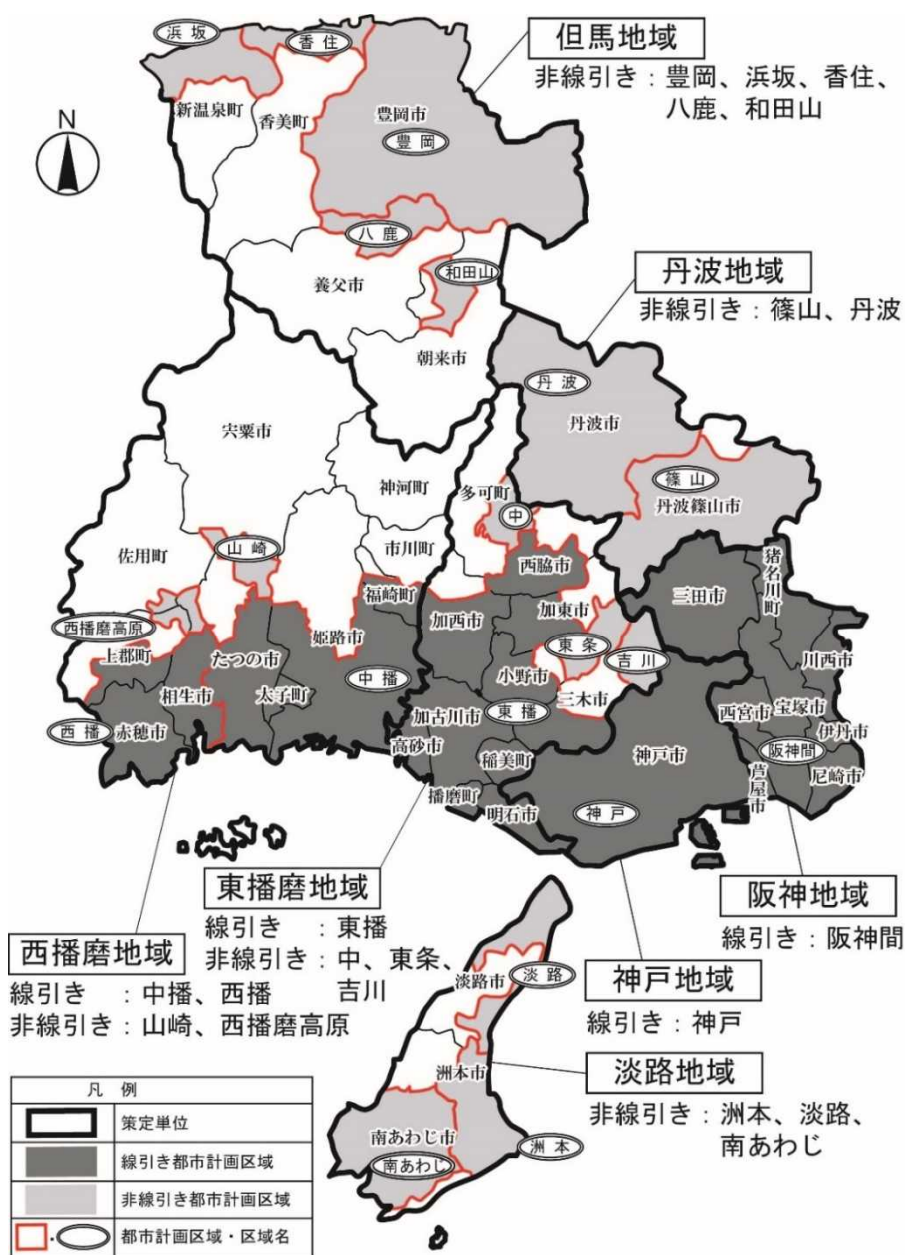 浜坂
香住
但馬地域
非線引き：豊岡、浜坂、香住、
八鹿、和田山
新温泉町
香美町
豊岡市
豊岡
N
八鹿
養父市
和田山
朝来市
丹波地域
非線引き：篠山、丹波
丹波
丹波市
宍粟市
神河町
多可町
中
篠山
丹波篠山市
佐用町
山崎
市川町
西脇市
猪名川町
三田市
福崎町
加西市
加東市
西播磨高原
上郡町
たつの市
姫路市
東条
吉川
川西市
相生市
太子町
中播
小野市
三木市
西播
赤穂市
加古川市
東播
西宮市
宝塚市
伊丹市
高砂市
稲美町
神戸市
阪神間
芦屋市
尼崎市
播磨町
明石市
神戸
東播磨地域
線引き：東播
非線引き：中、東条、
吉川
阪神地域
線引き：阪神間
西播磨地域
線引き：中播、西播
非線引き：山崎、西播磨高原
神戸地域
線引き：神戸
淡路市
淡路
淡路地域
非線引き：洲本、淡路、
南あわじ
洲本市
南あわじ市
南あわじ
洲本
凡例
策定単位
線引き都市計画区域
非線引き都市計画区域
都市計画区域・区域名